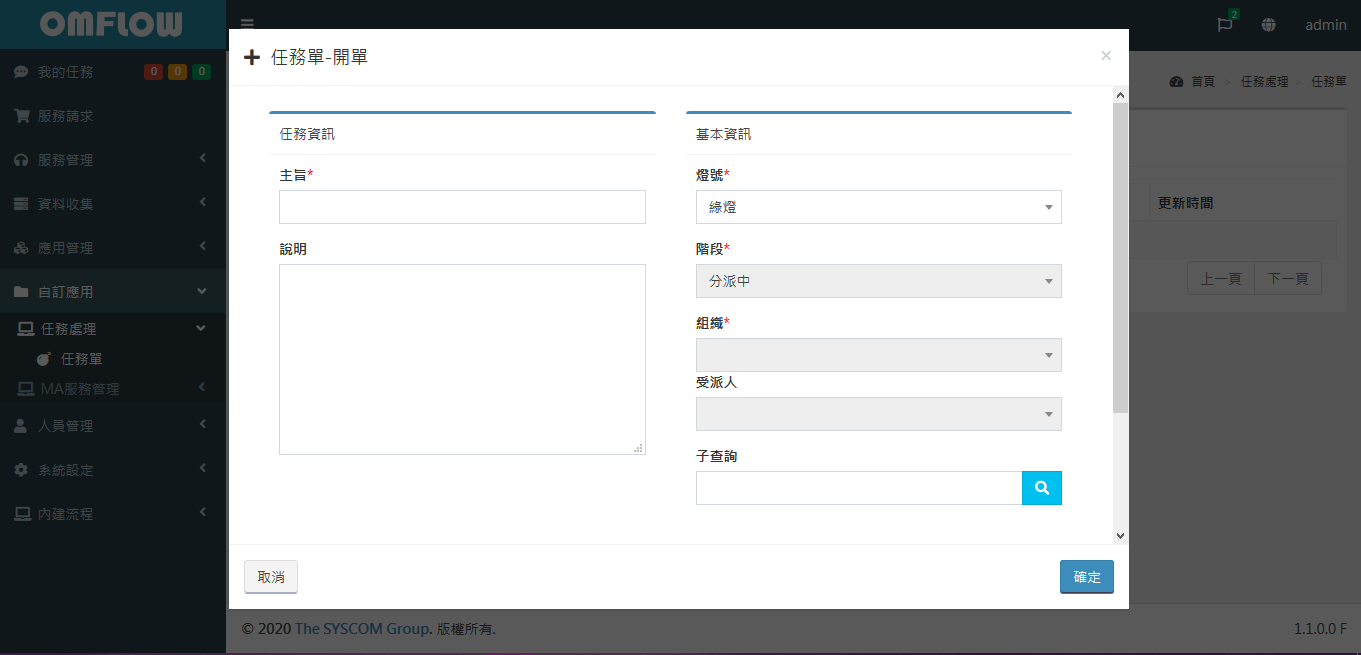 OMFLOW
2
admin
我的任務 0 0 0
服務請求
服務管理
資料收集
應用管理
自訂應用
任務處理
任務單
MA服務管理
人員管理
系統設定
內建流程
首頁 > 任務處理 > 任務單
更新時間
上一頁 下一頁
任務單-開單
×
任務資訊
主旨*
說明
基本資訊
燈號*
綠燈
階段*
分派中
組織*
受派人
子查詢
取消
確定
© 2020 The SYSCOM Group. 版權所有.
1.1.0.0 F